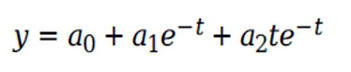 y = a₀ + a₁e⁻ᵗ + a₂te⁻ᵗ